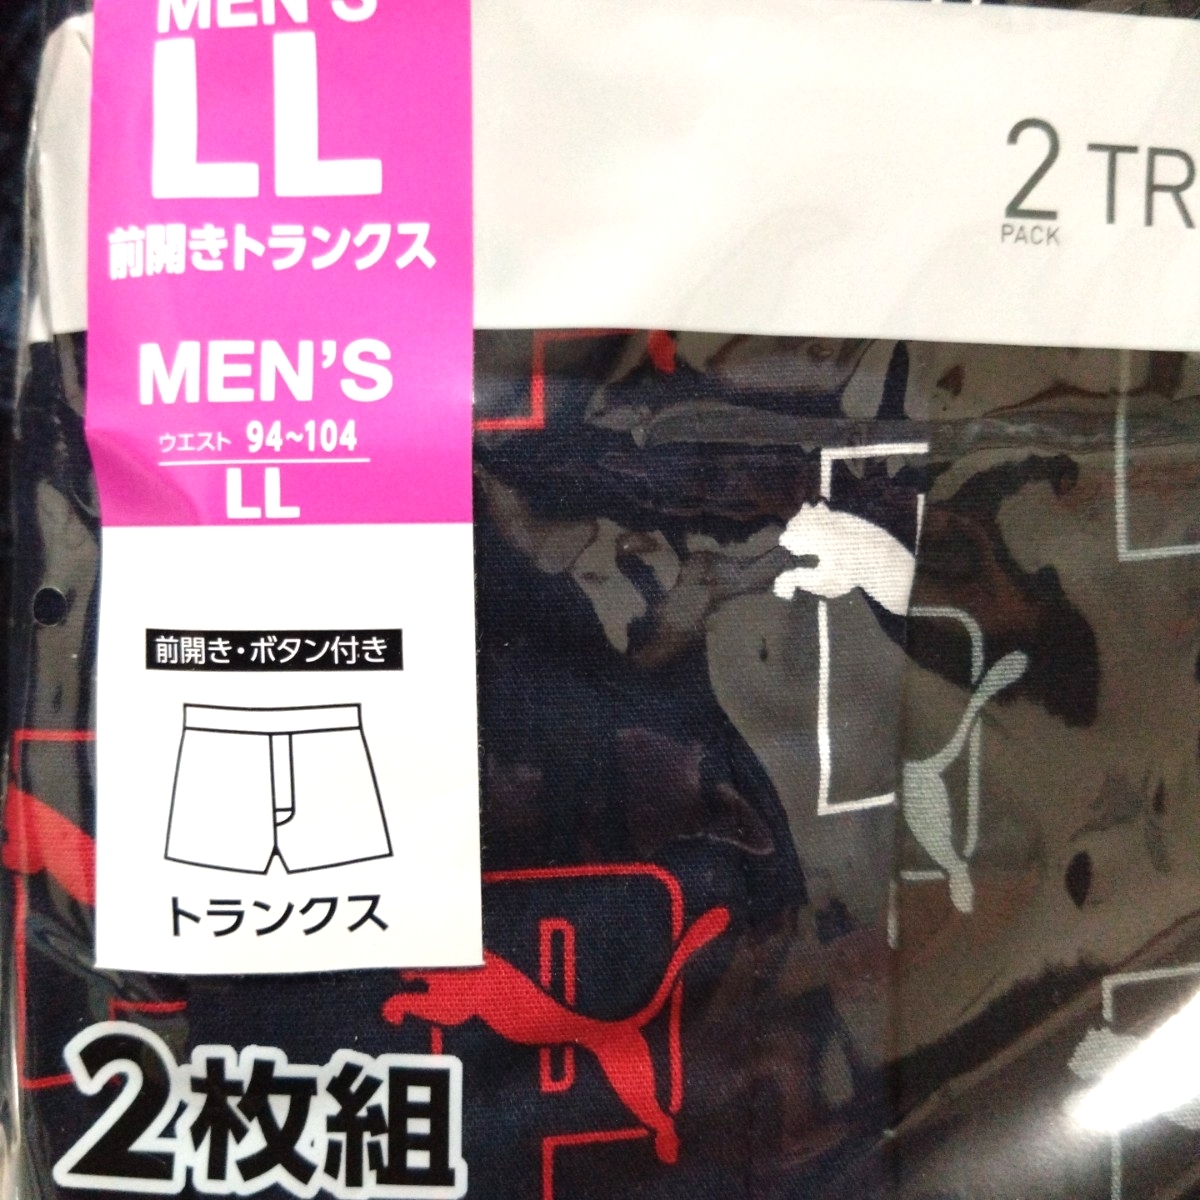 MEN'S
LL
前開きトランクス
MEN'S
ウエスト 94~104
LL
前開き・ボタン付き
トランクス
2枚組
2 TR
PACK